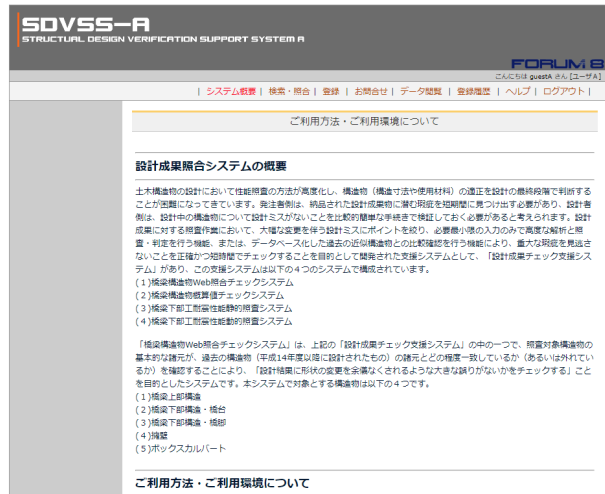 SDVSS-A
STRUCTURAL DESIGN VERIFICATION SUPPORT SYSTEM A
FORUM 8
こんにちは guestA さん [ユーザA]
| システム概要 | 検索・照合 | 登録 | お問合せ | データ閲覧 | 登録履歴 | ヘルプ | ログアウト |
ご利用方法・ご利用環境について
設計成果照合システムの概要
土木構造物の設計において性能照査の方法が高度化し、構造物（構造寸法や使用材料）の適正を設計の最終段階で判断する
ことが困難になってきています。発注者側は、納品された設計成果物に潜む瑕疵を短期間に見つけ出す必要があり、設計者
側は、設計中の構造物について設計ミスがないことを比較的簡単な手続きで検証しておく必要があると考えられます。設計
成果に対する照査作業において、大幅な変更を伴う設計ミスにポイントを絞り、必要最小限の入力のみで高度な解析と照
査・判定を行う機能、または、データベース化した過去の近似構造物との比較確認を行う機能により、重大な瑕疵を見逃さ
ないことを正確かつ短時間でチェックすることを目的として開発された支援システムとして、「設計成果チェック支援シス
テム」があり、この支援システムは以下の４つのシステムで構成されています。
(１)橋梁構造物Web照合チェックシステム
(２)橋梁構造物概算値チェックシステム
(３)橋梁下部工耐震性能静的照査システム
(４)橋梁下部工耐震性能動的照査システム
「橋梁構造物Web照合チェックシステム」は、上記の「設計成果チェック支援システム」の中の一つで、照査対象構造物の
基本的な諸元が、過去の構造物（平成14年度以降に設計されたもの）の諸元とどの程度一致しているか（あるいは外れてい
るか）を確認することにより、「設計結果に形状の変更を余儀なくされるような大きな誤りがないかをチェックする」こと
を目的としたシステムです。本システムで対象とする構造物は以下の４つです。
(１)橋梁上部構造
(２)橋梁下部構造・橋台
(３)橋梁下部構造・橋脚
(４)擁壁
(５)ボックスカルバート
ご利用方法・ご利用環境について